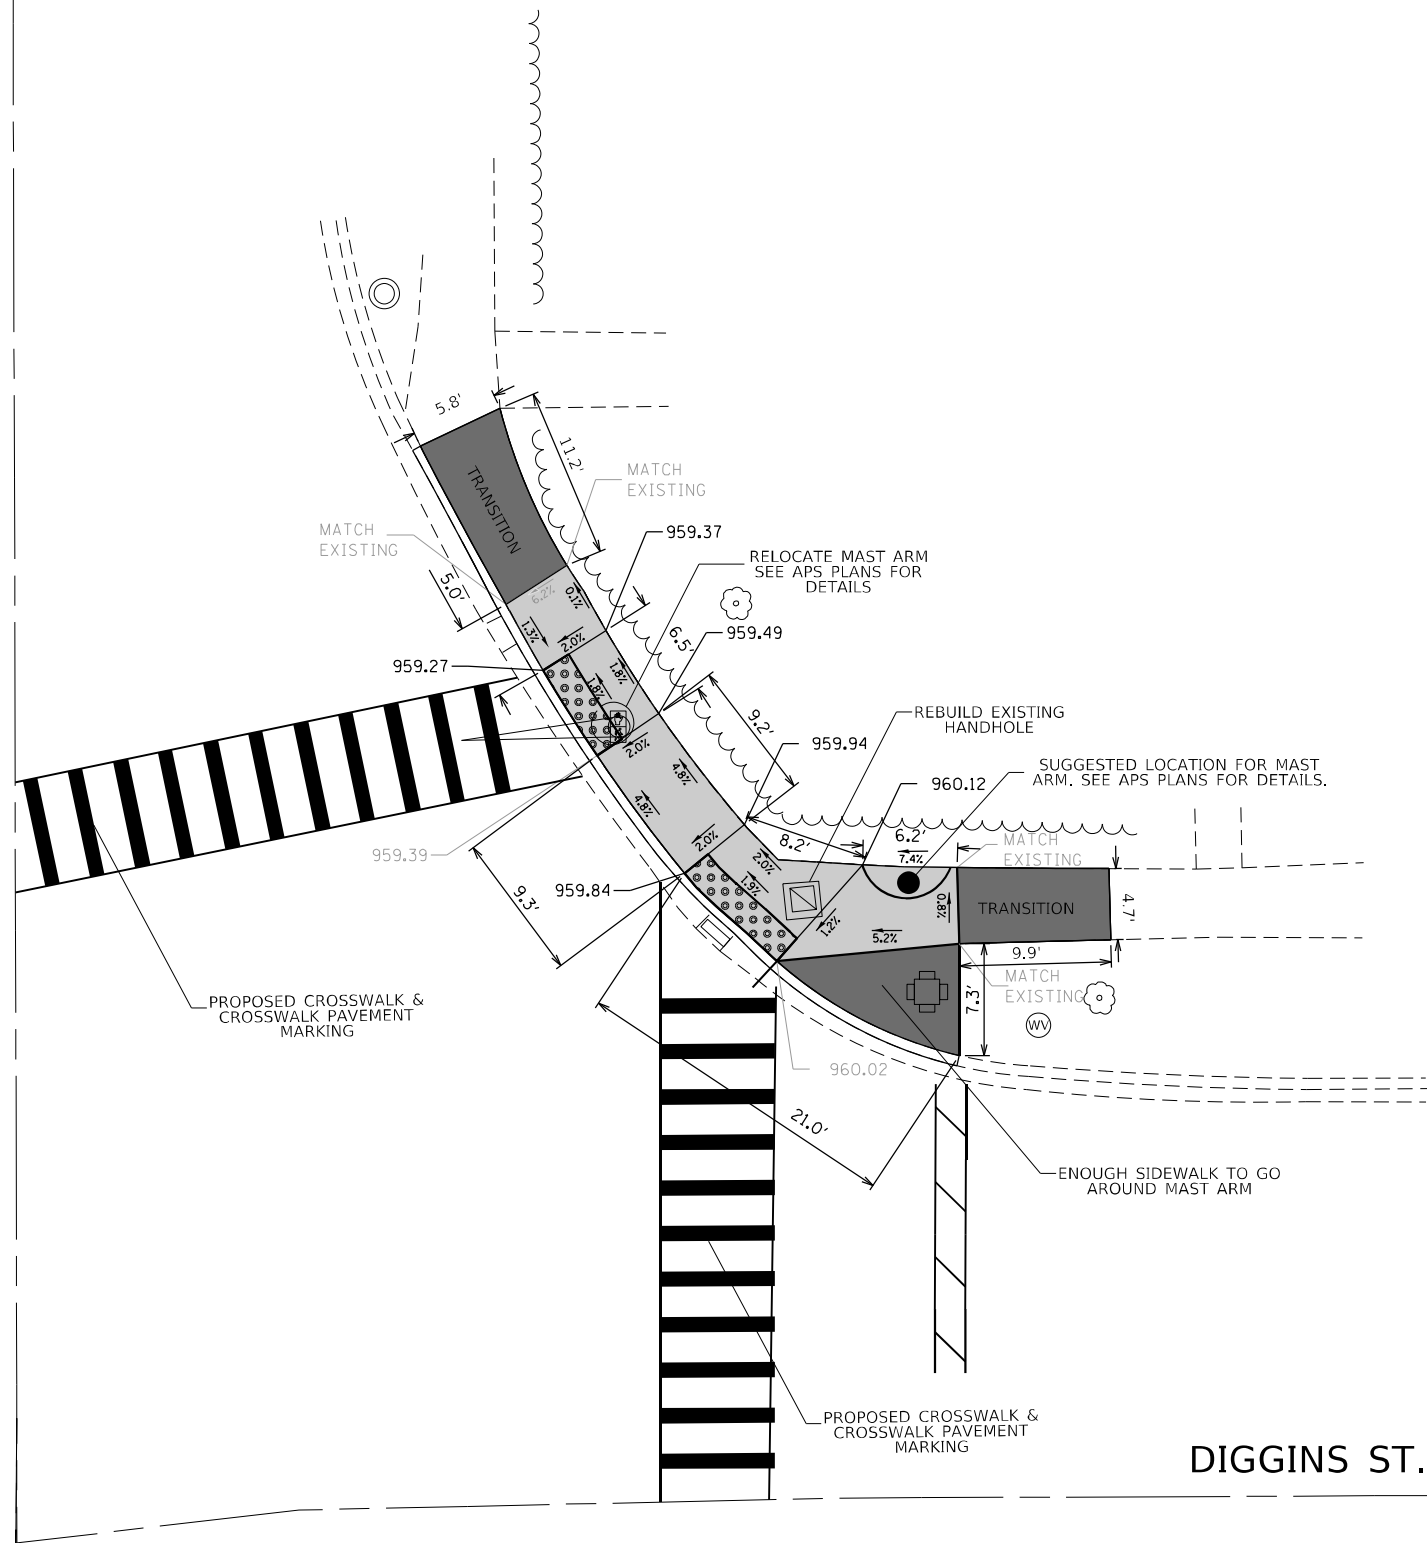 5.8'
11.2'
TRANSITION
MATCH
EXISTING
MATCH
EXISTING
959.37
RELOCATE MAST ARM
SEE APS PLANS FOR
DETAILS
5.0'
6.2%
0.1%
1.3%
2.0%
6.5'
959.49
959.27
1.8%
1.8%
2.0%
9.2'
REBUILD EXISTING
HANDHOLE
959.94
SUGGESTED LOCATION FOR MAST
ARM. SEE APS PLANS FOR DETAILS.
960.12
4.8%
4.8%
959.39
2.0%
8.2'
6.2'
7.4%
MATCH
EXISTING
959.84
9.3'
2.0%
1.9%
1.2%
5.2%
0.8%
TRANSITION
4.7'
9.9'
MATCH
EXISTING
7.3'
WV
PROPOSED CROSSWALK &
CROSSWALK PAVEMENT
MARKING
960.02
21.0'
ENOUGH SIDEWALK TO GO
AROUND MAST ARM
PROPOSED CROSSWALK &
CROSSWALK PAVEMENT
MARKING
DIGGINS ST.